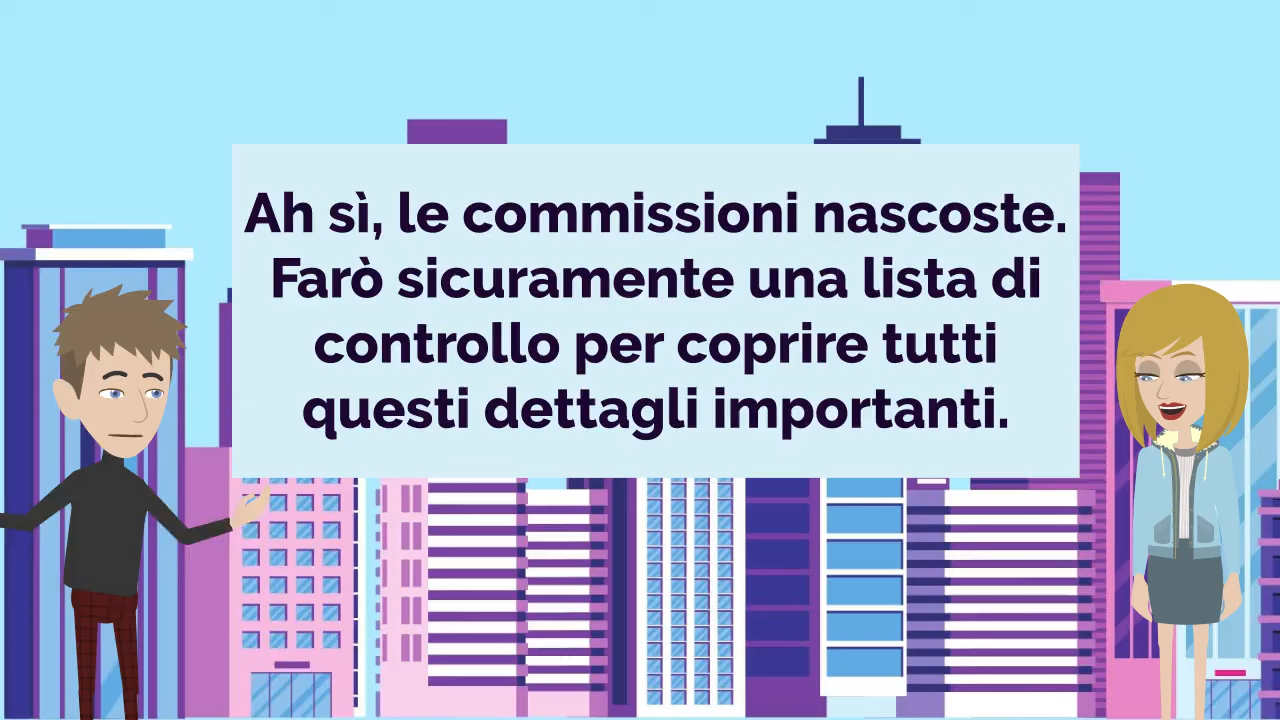 Ah sì, le commissioni nascoste.
Farò sicuramente una lista di
controllo per coprire tutti
questi dettagli importanti.